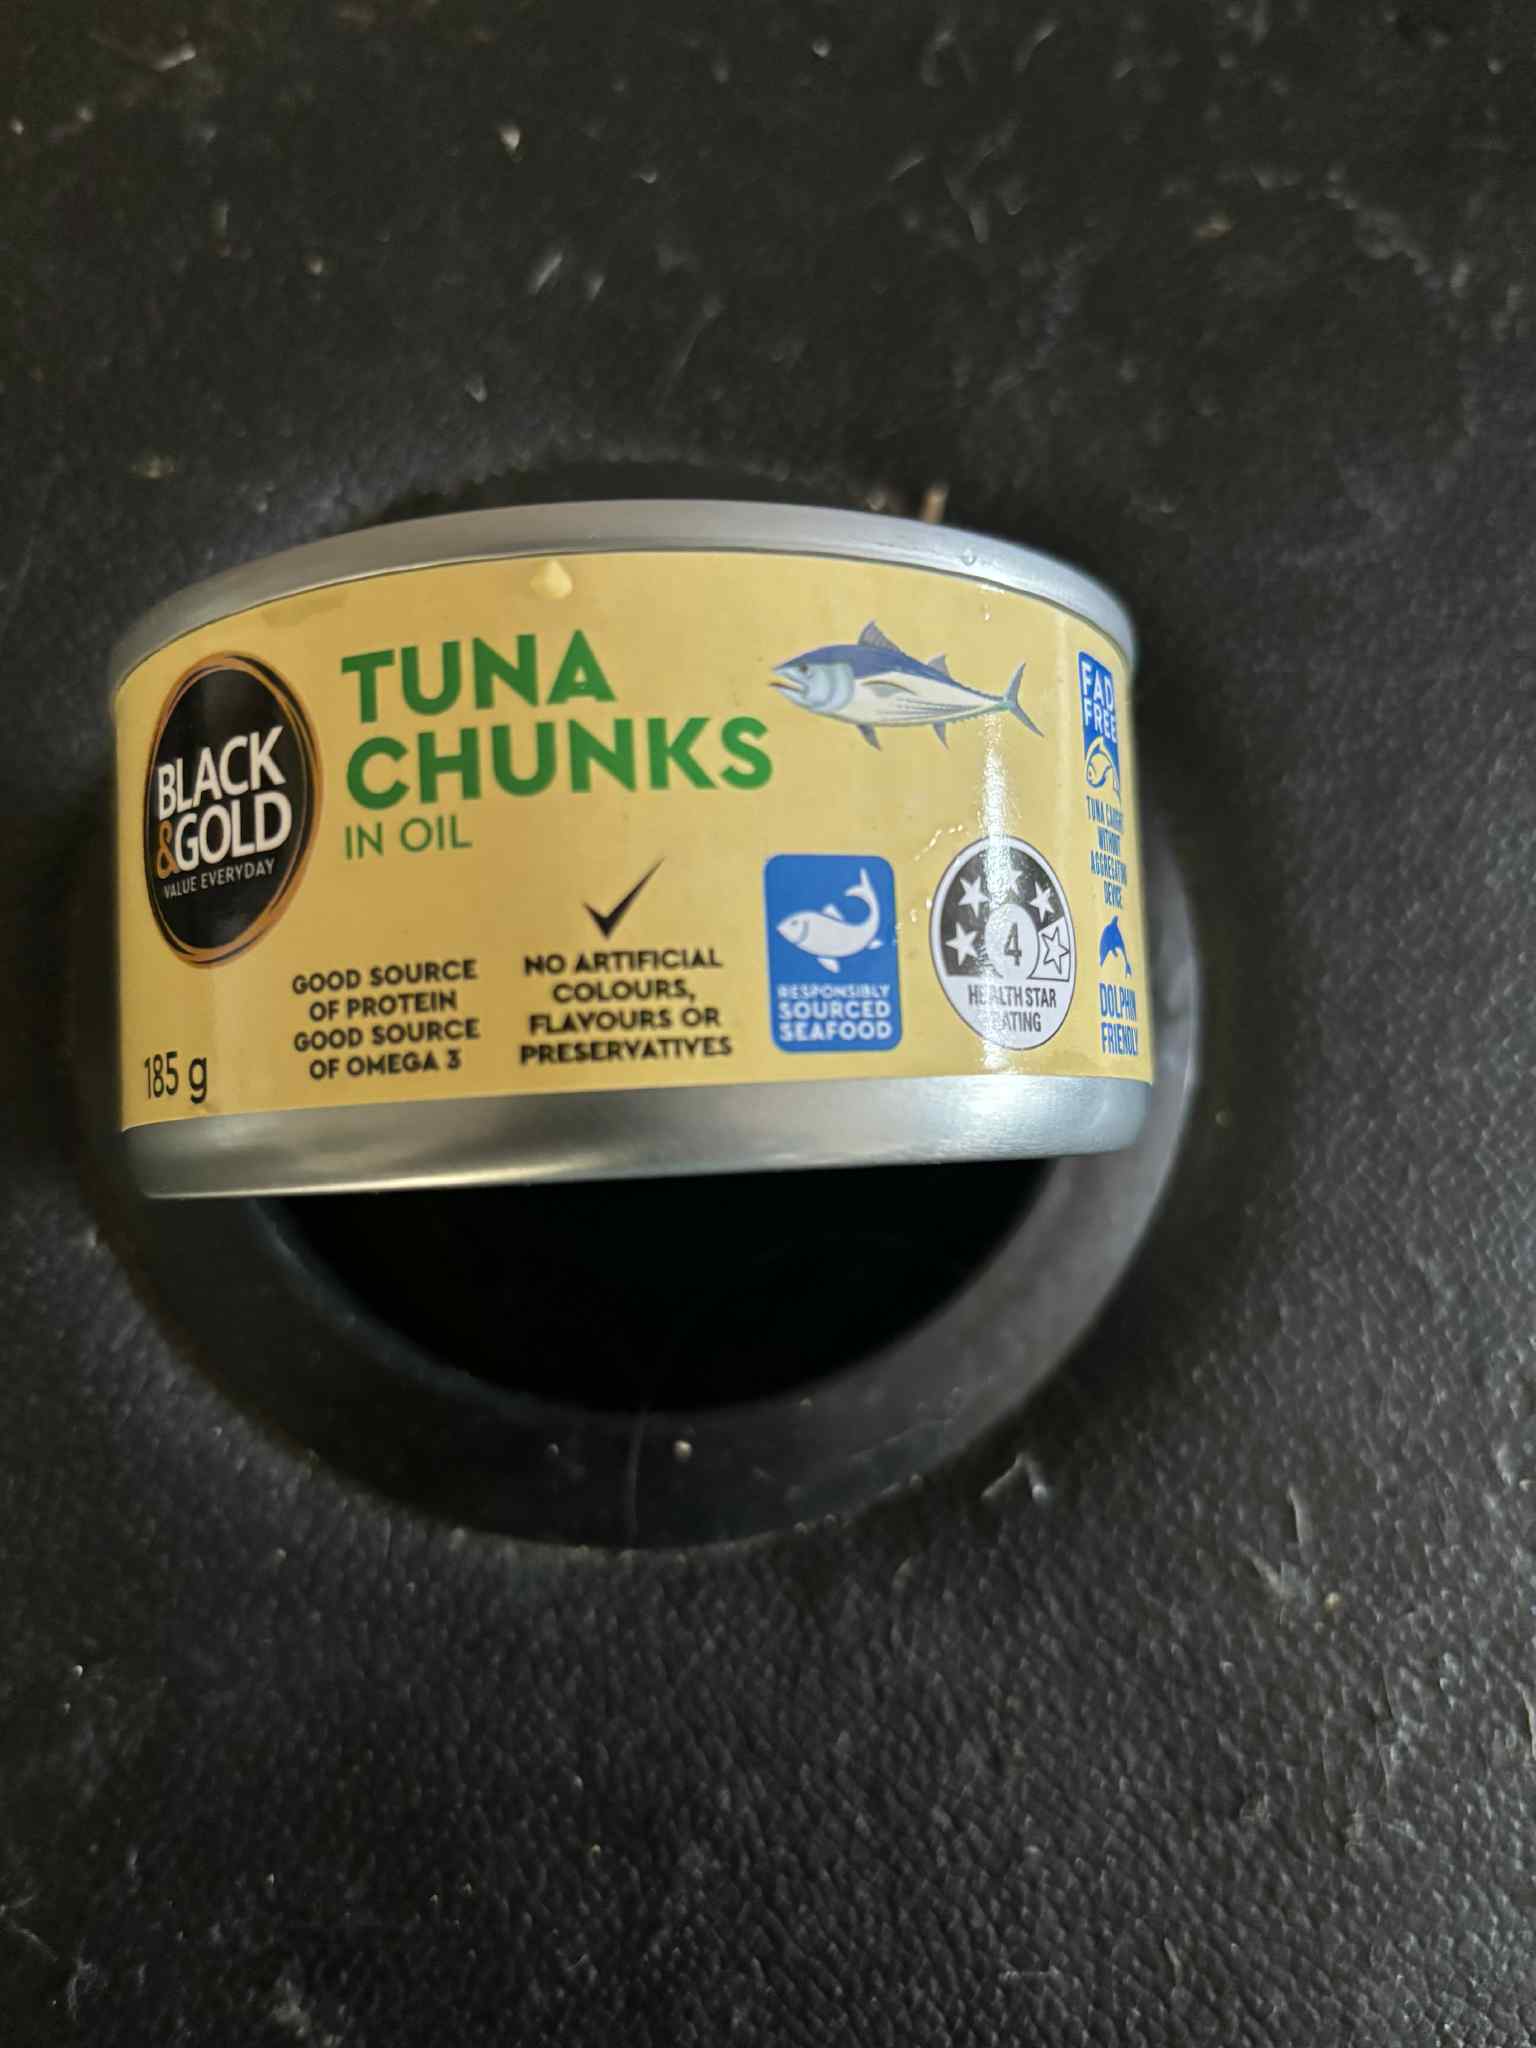 BLACK
&GOLD
VALUE EVERYDAY
TUNA
CHUNKS
IN OIL
185 g
GOOD SOURCE
OF PROTEIN
GOOD SOURCE
OF OMEGA 3
NO ARTIFICIAL
COLOURS,
FLAVOURS OR
PRESERVATIVES
RESPONSIBLY
SOURCED
SEAFOOD
4
HEALTH STAR
RATING
FAD
FREE
TUNA CAUGHT
WITHOUT
AGGREGATING
DEVICE
DOLPHIN
FRIENDLY